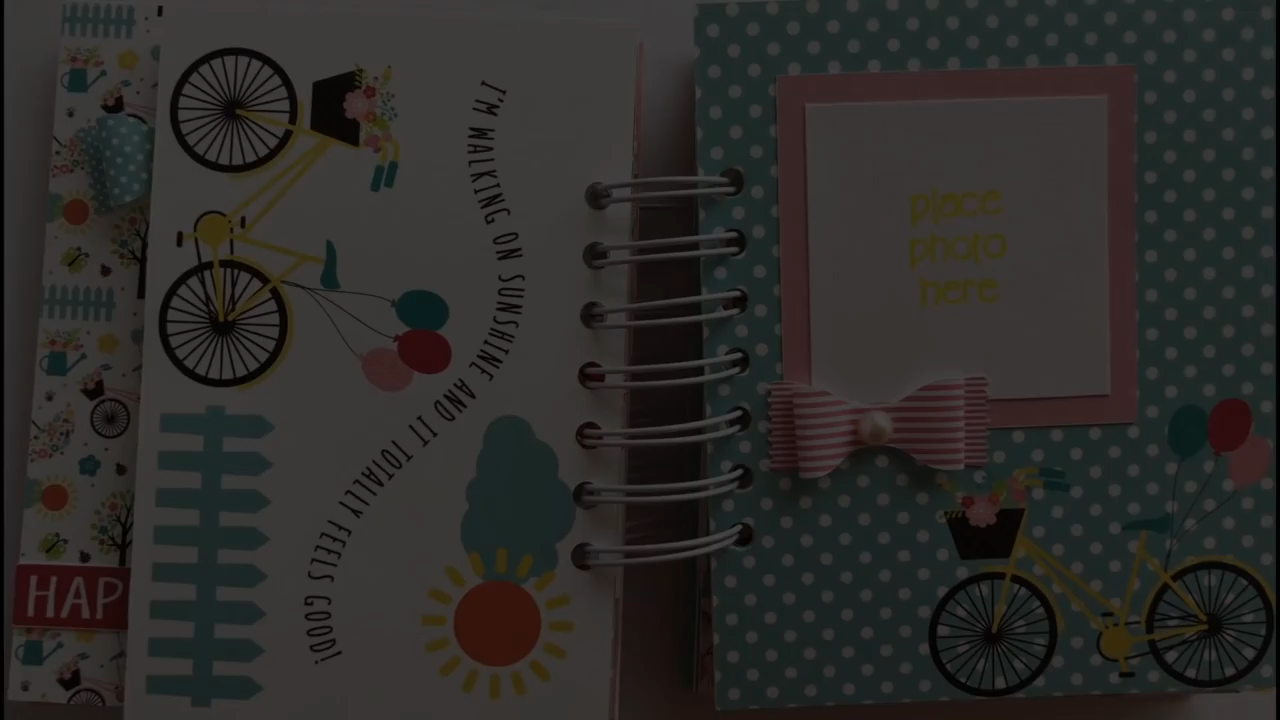 I'M WALKING ON SUNSHINE AND IT TOTALLY FEELS GOOD!
HAP
place
photo
here